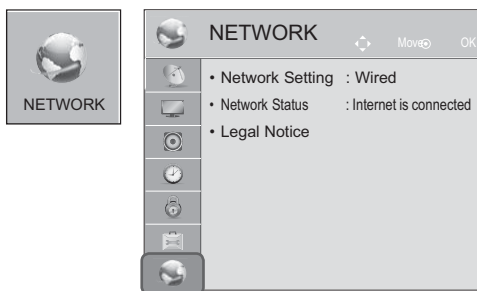 NETWORK
NETWORK
Move OK
• Network Setting : Wired
• Network Status : Internet is connected
• Legal Notice